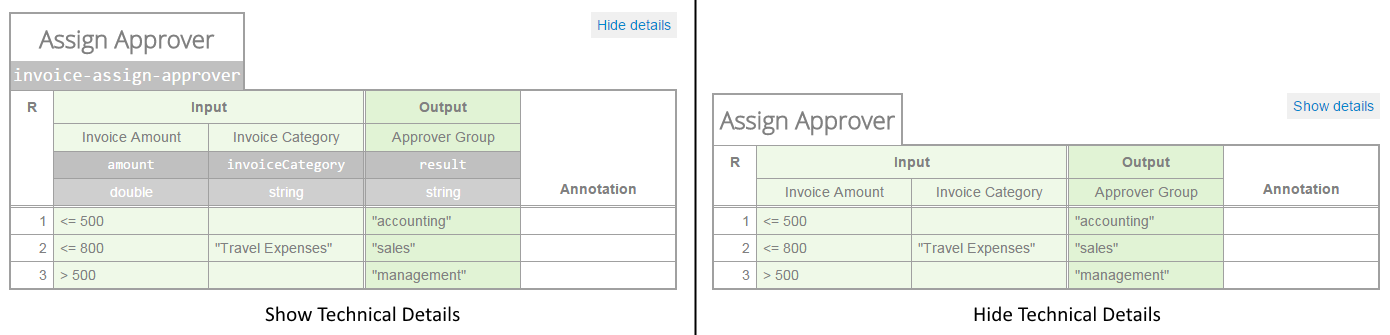 Hide details
Assign Approver
invoice-assign-approver
R Input Output
Invoice Amount Invoice Category Approver Group
amount invoiceCategory result
double string string Annotation
1 <= 500 "accounting"
2 <= 800 "Travel Expenses" "sales"
3 > 500 "management"
Show Technical Details
Show details
Assign Approver
R Input Output
Invoice Amount Invoice Category Approver Group Annotation
1 <= 500 "accounting"
2 <= 800 "Travel Expenses" "sales"
3 > 500 "management"
Hide Technical Details